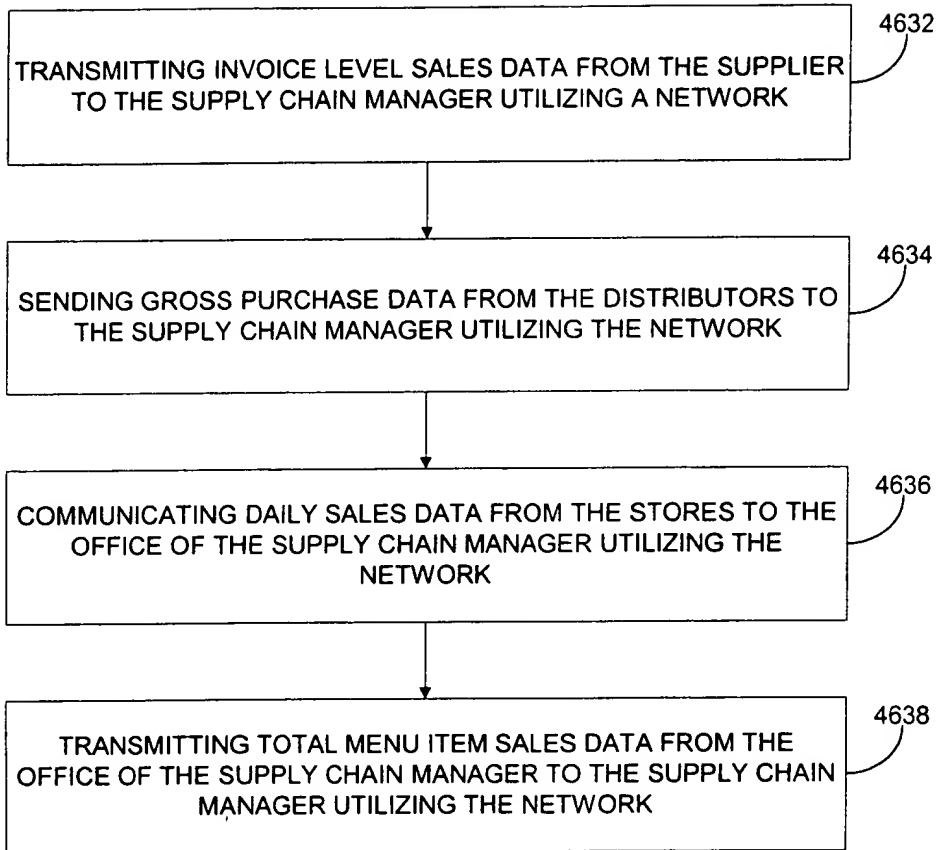 4632
TRANSMITTING INVOICE LEVEL SALES DATA FROM THE SUPPLIER
TO THE SUPPLY CHAIN MANAGER UTILIZING A NETWORK
4634
SENDING GROSS PURCHASE DATA FROM THE DISTRIBUTORS TO
THE SUPPLY CHAIN MANAGER UTILIZING THE NETWORK
4636
COMMUNICATING DAILY SALES DATA FROM THE STORES TO THE
OFFICE OF THE SUPPLY CHAIN MANAGER UTILIZING THE
NETWORK
4638
TRANSMITTING TOTAL MENU ITEM SALES DATA FROM THE
OFFICE OF THE SUPPLY CHAIN MANAGER TO THE SUPPLY CHAIN
MANAGER UTILIZING THE NETWORK